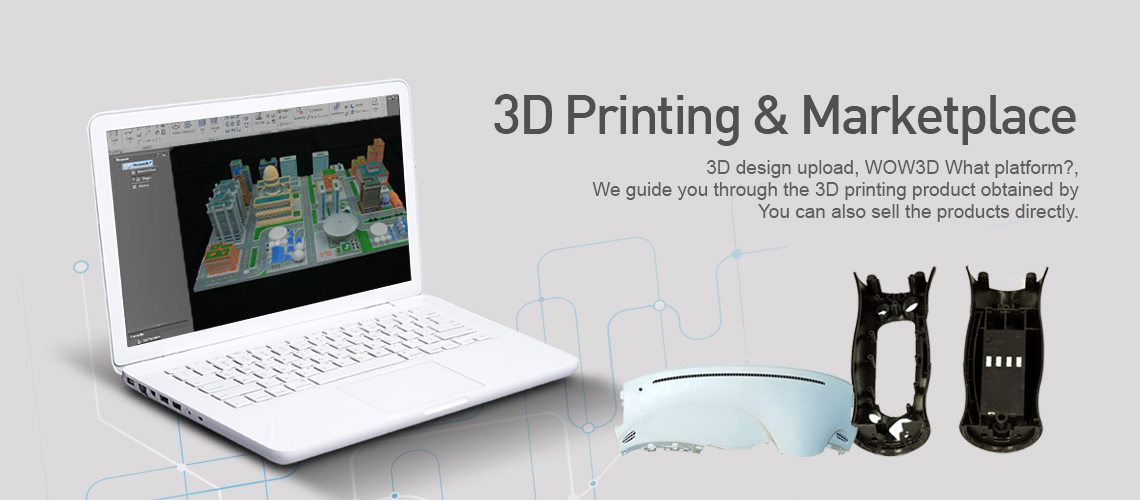 3D Printing & Marketplace
3D design upload, WOW3D What platform?,
We guide you through the 3D printing product obtained by
You can also sell the products directly.